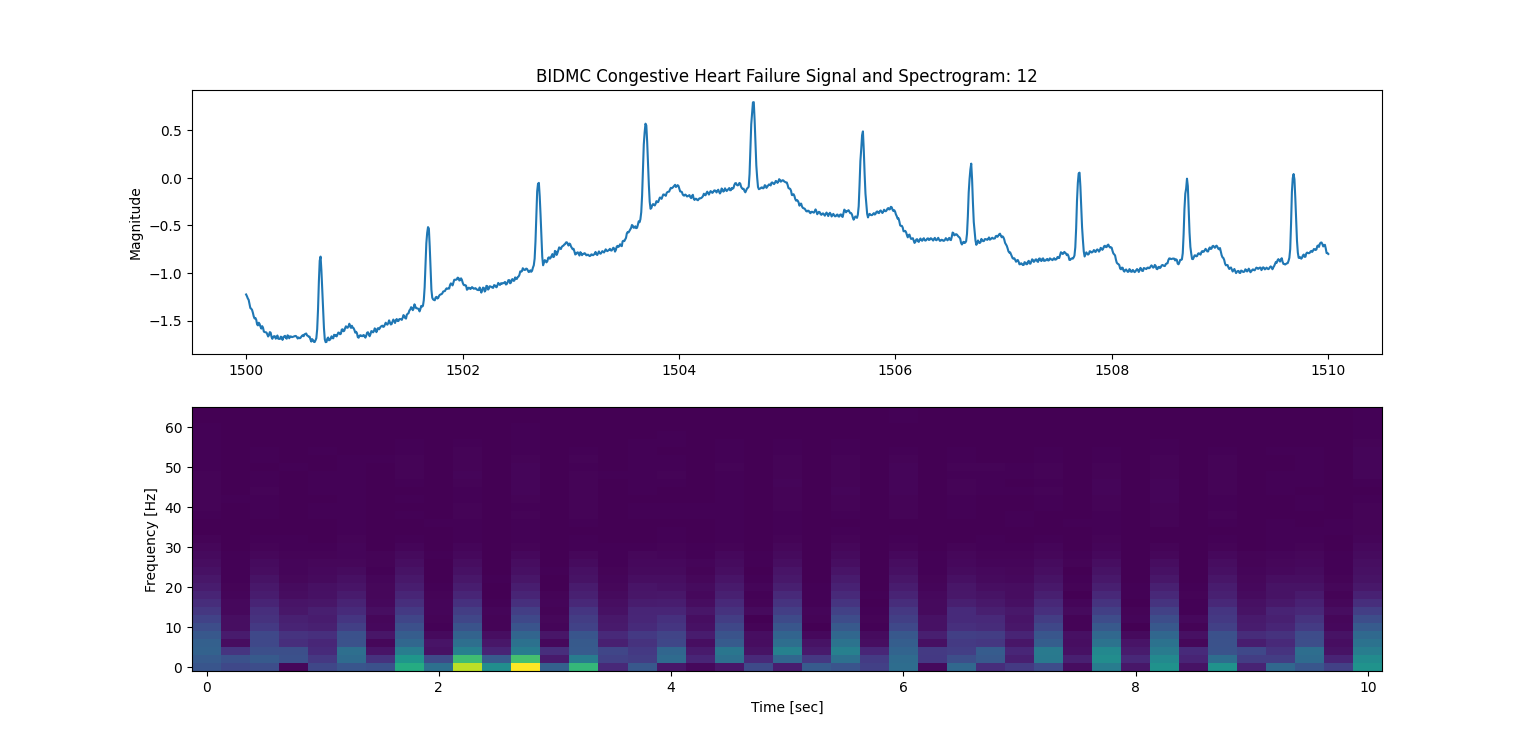 BIDMC Congestive Heart Failure Signal and Spectrogram: 12
0.5
0.0
−0.5
−1.0
−1.5
Magnitude
1500 1502 1504 1506 1508 1510
60
50
40
30
20
10
0
Frequency [Hz]
0 2 4 6 8 10
Time [sec]